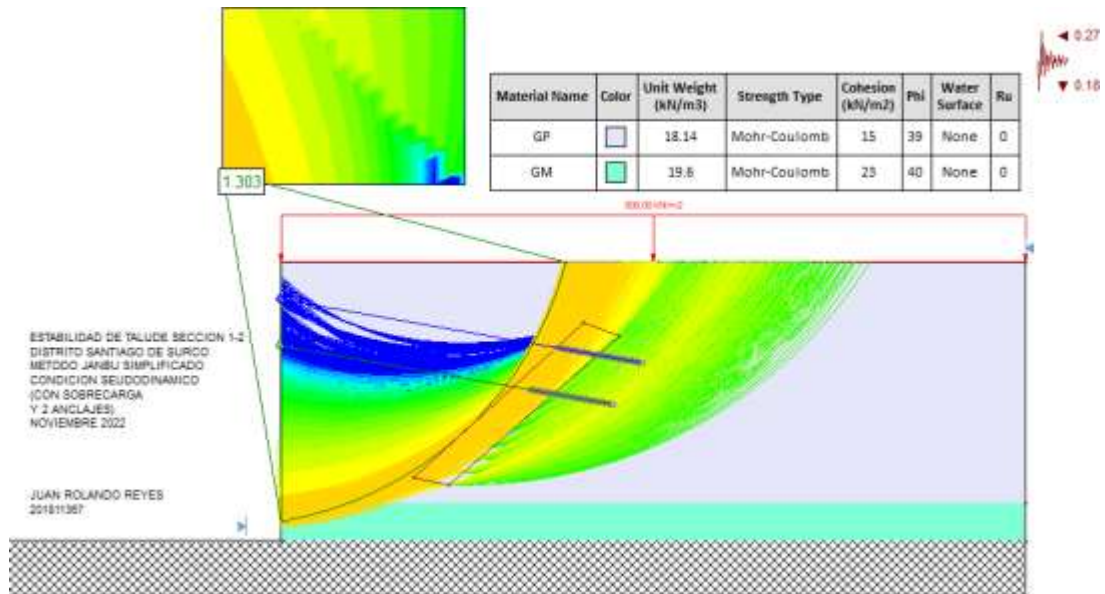 0.27
0.18
Material Name Color Unit Weight (kN/m3) Strength Type Cohesion (kN/m2) Phi Water Surface Ru
GP 18.14 Mohr-Coulomb 15 39 None 0
GM 19.6 Mohr-Coulomb 23 40 None 0
1.303
ESTABILIDAD DE TALUDE SECCION 1-2
DISTRITO SANTIAGO DE SURCO
METODO JANBU SIMPLIFICADO
CONDICION SEUDODINAMICO
(CON SOBRECARGA
Y 2 ANCLAJES)
NOVIEMBRE 2022
JUAN ROLANDO REYES